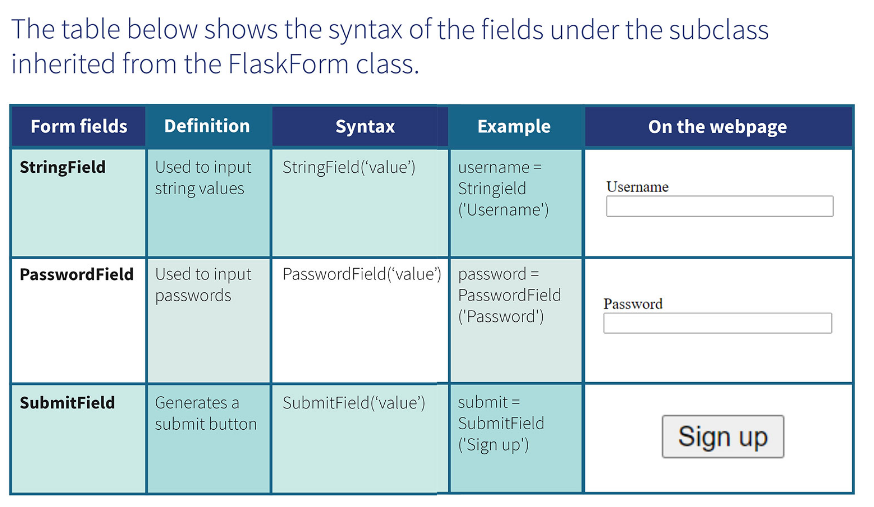 The table below shows the syntax of the fields under the subclass
inherited from the FlaskForm class.
Form fields Definition Syntax Example On the webpage
StringField
Used to input
string values
StringField(‘value’)
username =
Stringield
('Username')
Username
PasswordField
Used to input
passwords
PasswordField(‘value’)
password =
PasswordField
('Password')
Password
SubmitField
Generates a
submit button
SubmitField(‘value’)
submit =
SubmitField
('Sign up')
Sign up